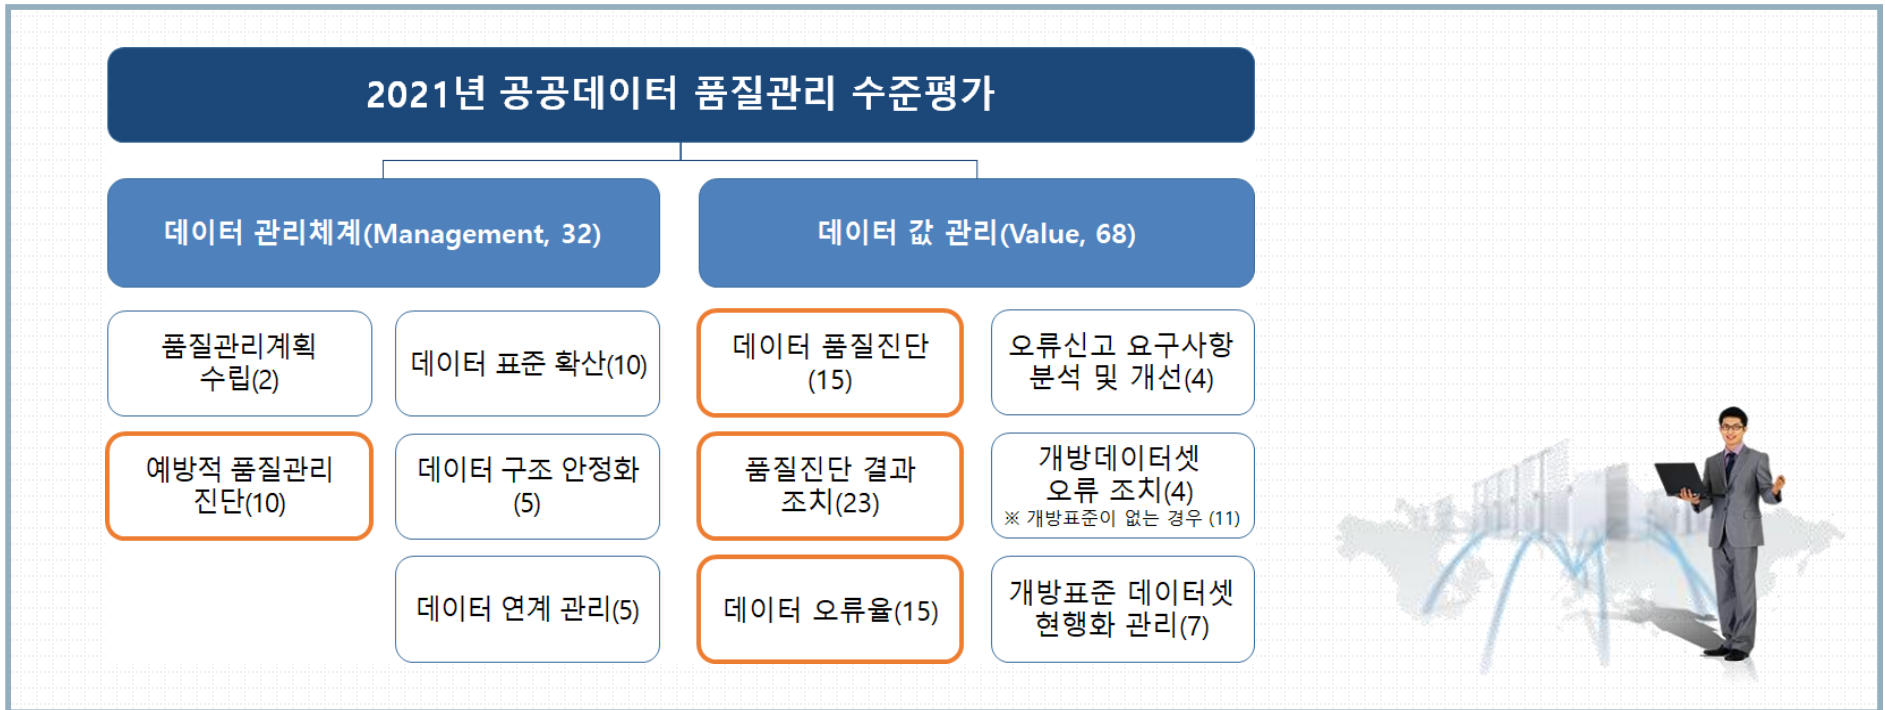 2021년 공공데이터 품질관리 수준평가
데이터 관리체계(Management, 32)
데이터 값 관리(Value, 68)
품질관리계획
수립(2)
데이터 표준 확산(10)
데이터 품질진단
(15)
오류신고 요구사항
분석 및 개선(4)
예방적 품질관리
진단(10)
데이터 구조 안정화
(5)
품질진단 결과
조치(23)
개방데이터셋
오류 조치(4)
※ 개방표준이 없는 경우 (11)
데이터 연계 관리(5)
데이터 오류율(15)
개방표준 데이터셋
현행화 관리(7)